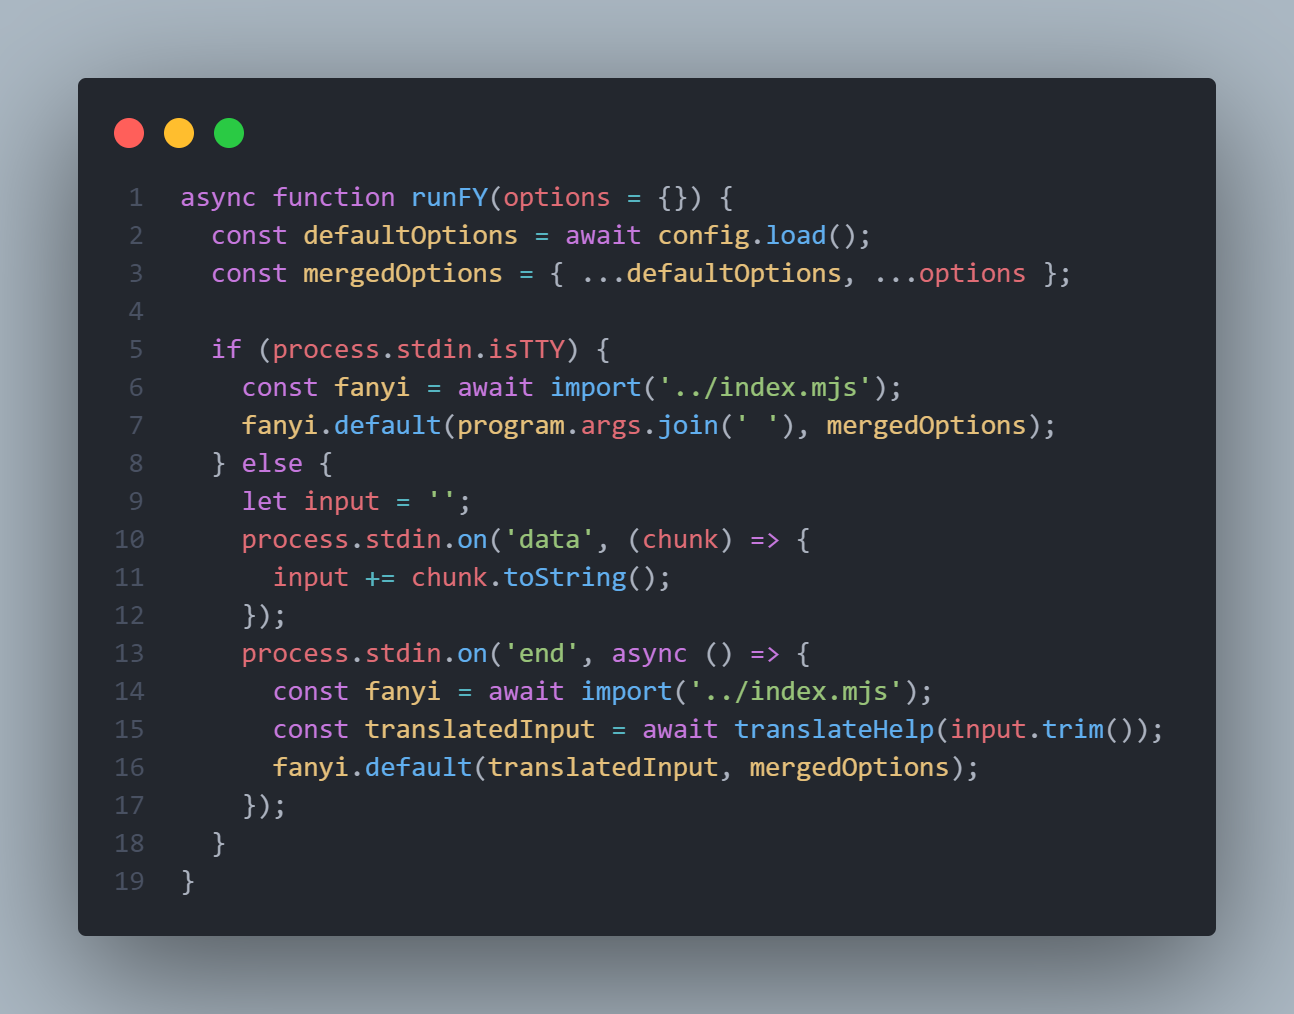 1 async function runFY(options = {}) {
2   const defaultOptions = await config.load();
3   const mergedOptions = { ...defaultOptions, ...options };
4
5   if (process.stdin.isTTY) {
6     const fanyi = await import('../index.mjs');
7     fanyi.default(program.args.join(' '), mergedOptions);
8   } else {
9     let input = '';
10     process.stdin.on('data', (chunk) => {
11       input += chunk.toString();
12     });
13     process.stdin.on('end', async () => {
14       const fanyi = await import('../index.mjs');
15       const translatedInput = await translateHelp(input.trim());
16       fanyi.default(translatedInput, mergedOptions);
17     });
18   }
19 }